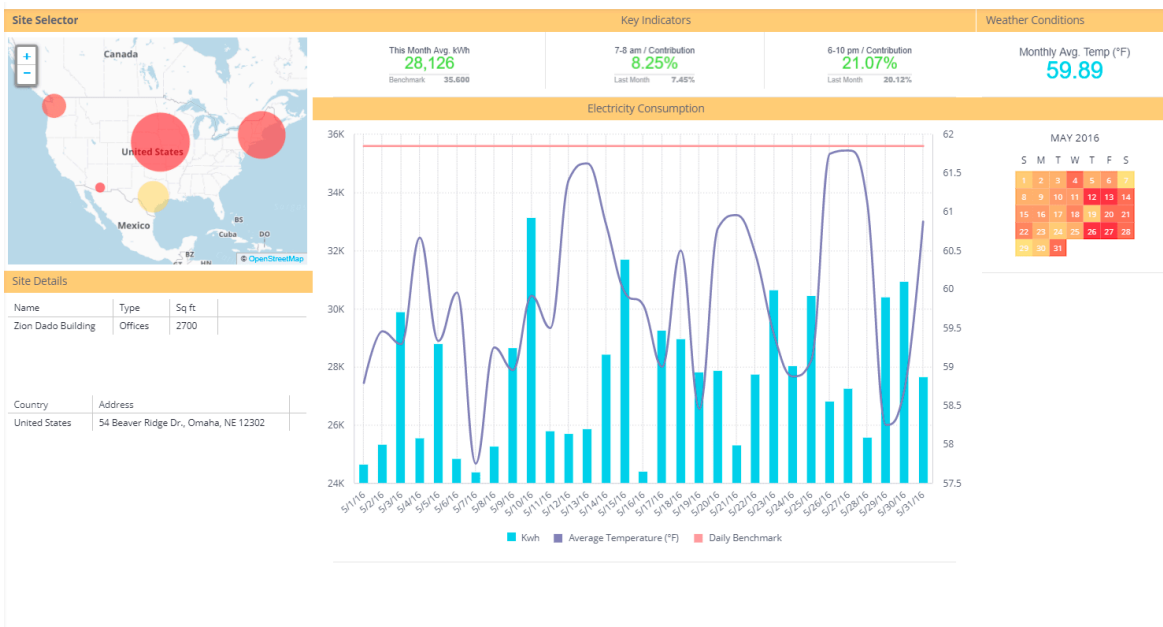 Site Selector
Key Indicators
Weather Conditions
+
−
Canada
United States
Mexico
BS
Cuba
DO
BZ
HN
© OpenStreetMap
This Month Avg. kWh
28,126
Benchmark 35.600
7-8 am / Contribution
8.25%
Last Month 7.45%
6-10 pm / Contribution
21.07%
Last Month 20.12%
Monthly Avg. Temp (°F)
59.89
Electricity Consumption
36K
34K
32K
30K
28K
26K
24K
62
61.5
61
60.5
60
59.5
59
58.5
58
57.5
5/1/16 5/2/16 5/3/16 5/4/16 5/5/16 5/6/16 5/7/16 5/8/16 5/9/16 5/10/16 5/11/16 5/12/16 5/13/16 5/14/16 5/15/16 5/16/16 5/17/16 5/18/16 5/19/16 5/20/16 5/21/16 5/22/16 5/23/16 5/24/16 5/25/16 5/26/16 5/27/16 5/28/16 5/29/16 5/30/16 5/31/16
Kwh Average Temperature (°F) Daily Benchmark
MAY 2016
S M T W T F S
1 2 3 4 5 6 7
8 9 10 11 12 13 14
15 16 17 18 19 20 21
22 23 24 25 26 27 28
29 30 31
Site Details
Name Type Sq ft
Zion Dado Building Offices 2700
Country Address
United States 54 Beaver Ridge Dr., Omaha, NE 12302